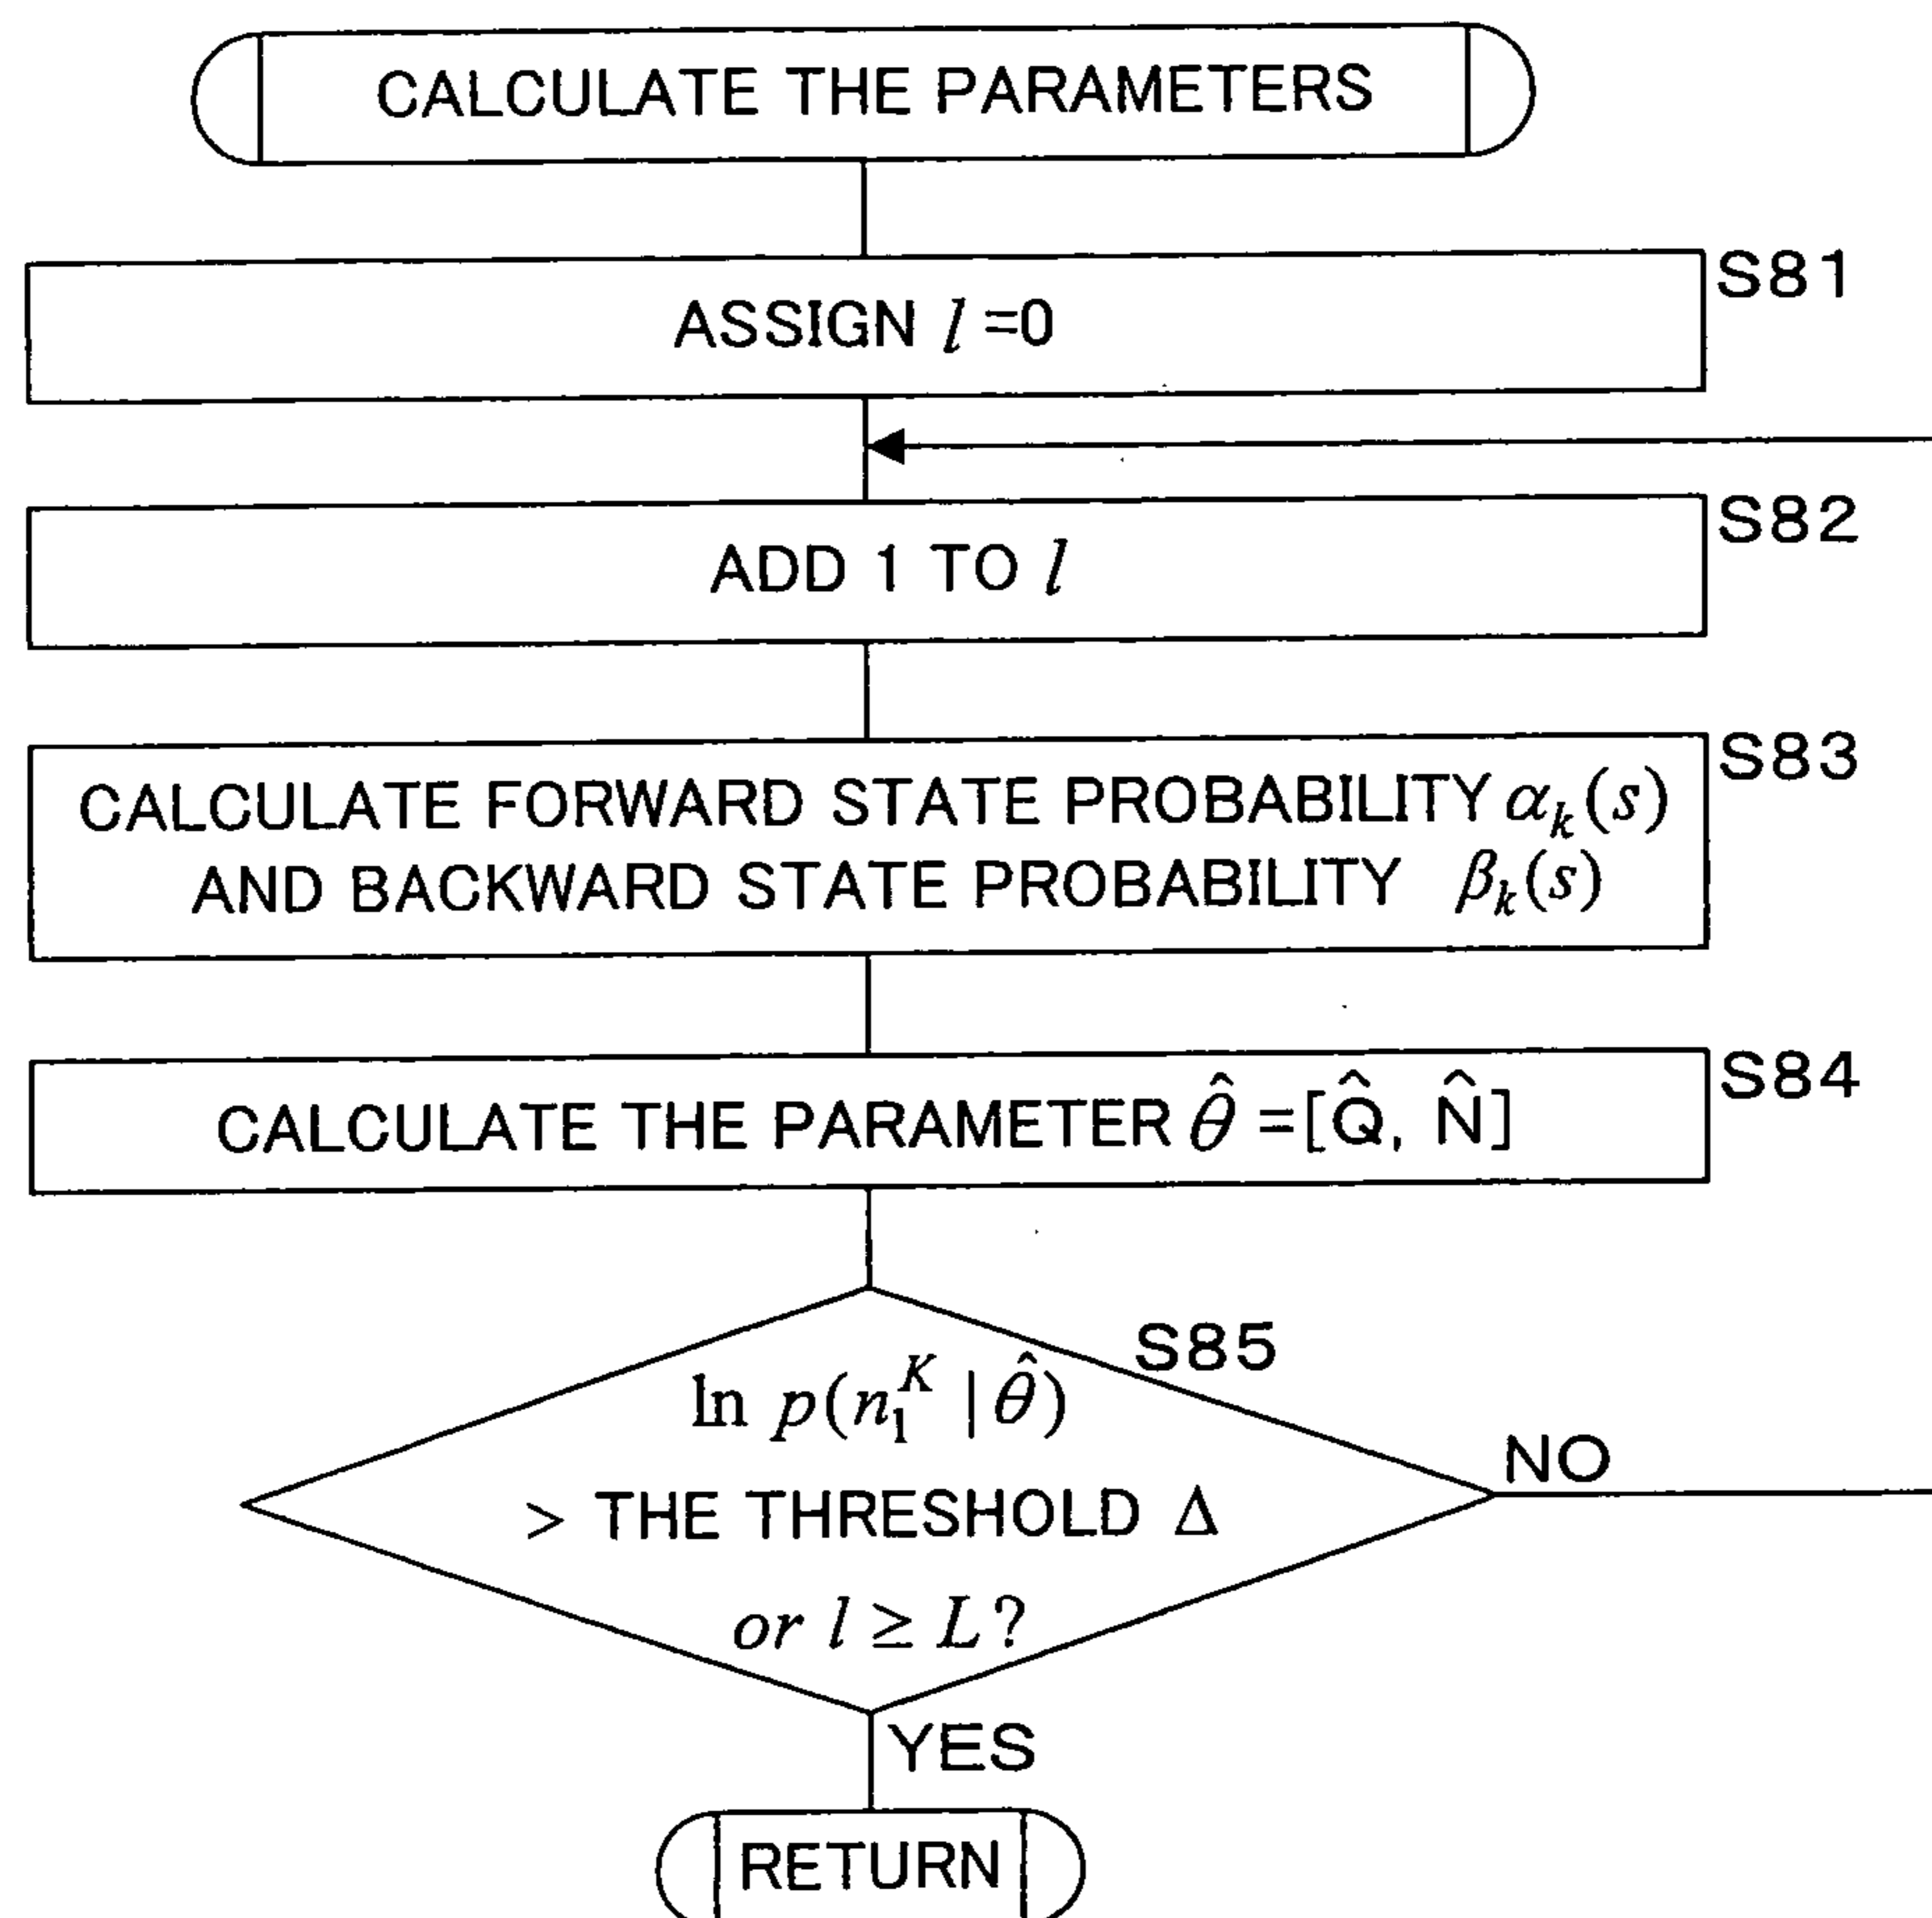 CALCULATE THE PARAMETERS
S81
ASSIGN l =0
S82
ADD 1 TO l
S83
CALCULATE FORWARD STATE PROBABILITY αₖ(s)
AND BACKWARD STATE PROBABILITY βₖ(s)
S84
CALCULATE THE PARAMETER θ̂ =[Q̂, N̂]
S85
ln p(n₁ᴷ | θ̂)
> THE THRESHOLD Δ
or l ≥ L?
NO
YES
RETURN